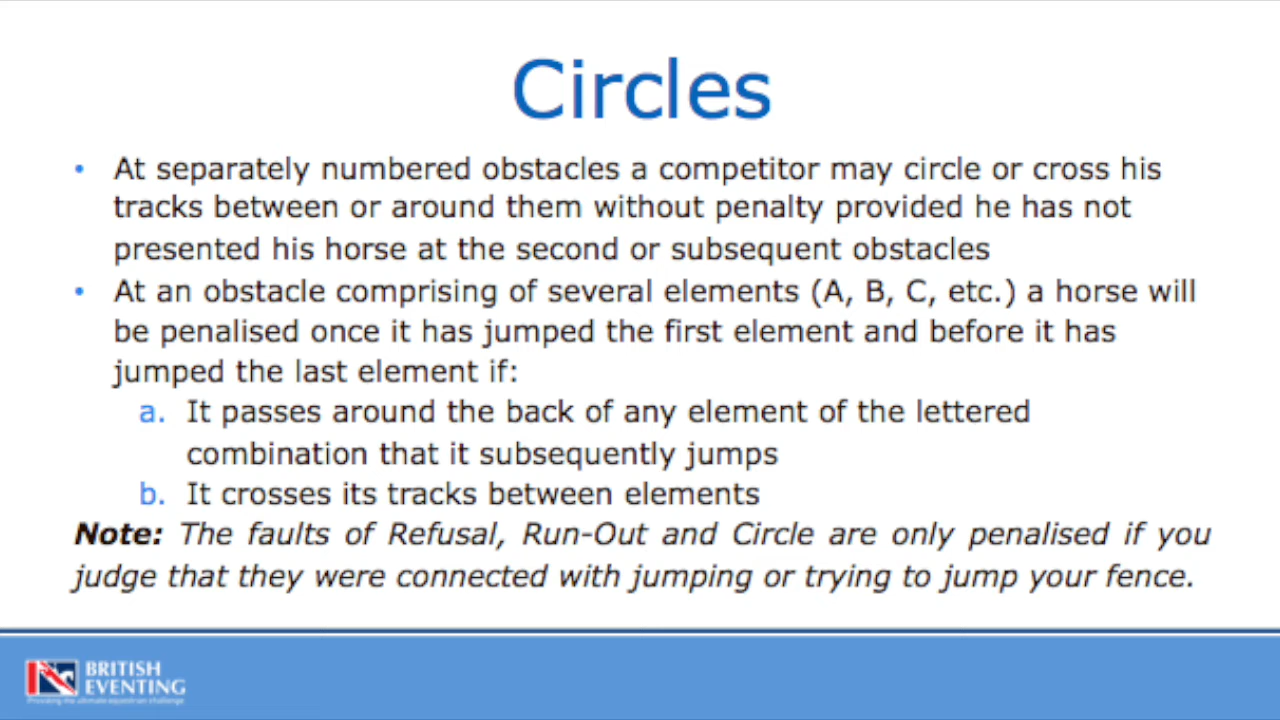 Circles
• At separately numbered obstacles a competitor may circle or cross his
tracks between or around them without penalty provided he has not
presented his horse at the second or subsequent obstacles
• At an obstacle comprising of several elements (A, B, C, etc.) a horse will
be penalised once it has jumped the first element and before it has
jumped the last element if:
a. It passes around the back of any element of the lettered
combination that it subsequently jumps
b. It crosses its tracks between elements
Note: The faults of Refusal, Run-Out and Circle are only penalised if you
judge that they were connected with jumping or trying to jump your fence.
BRITISH
EVENTING
Providing the ultimate equestrian challenge